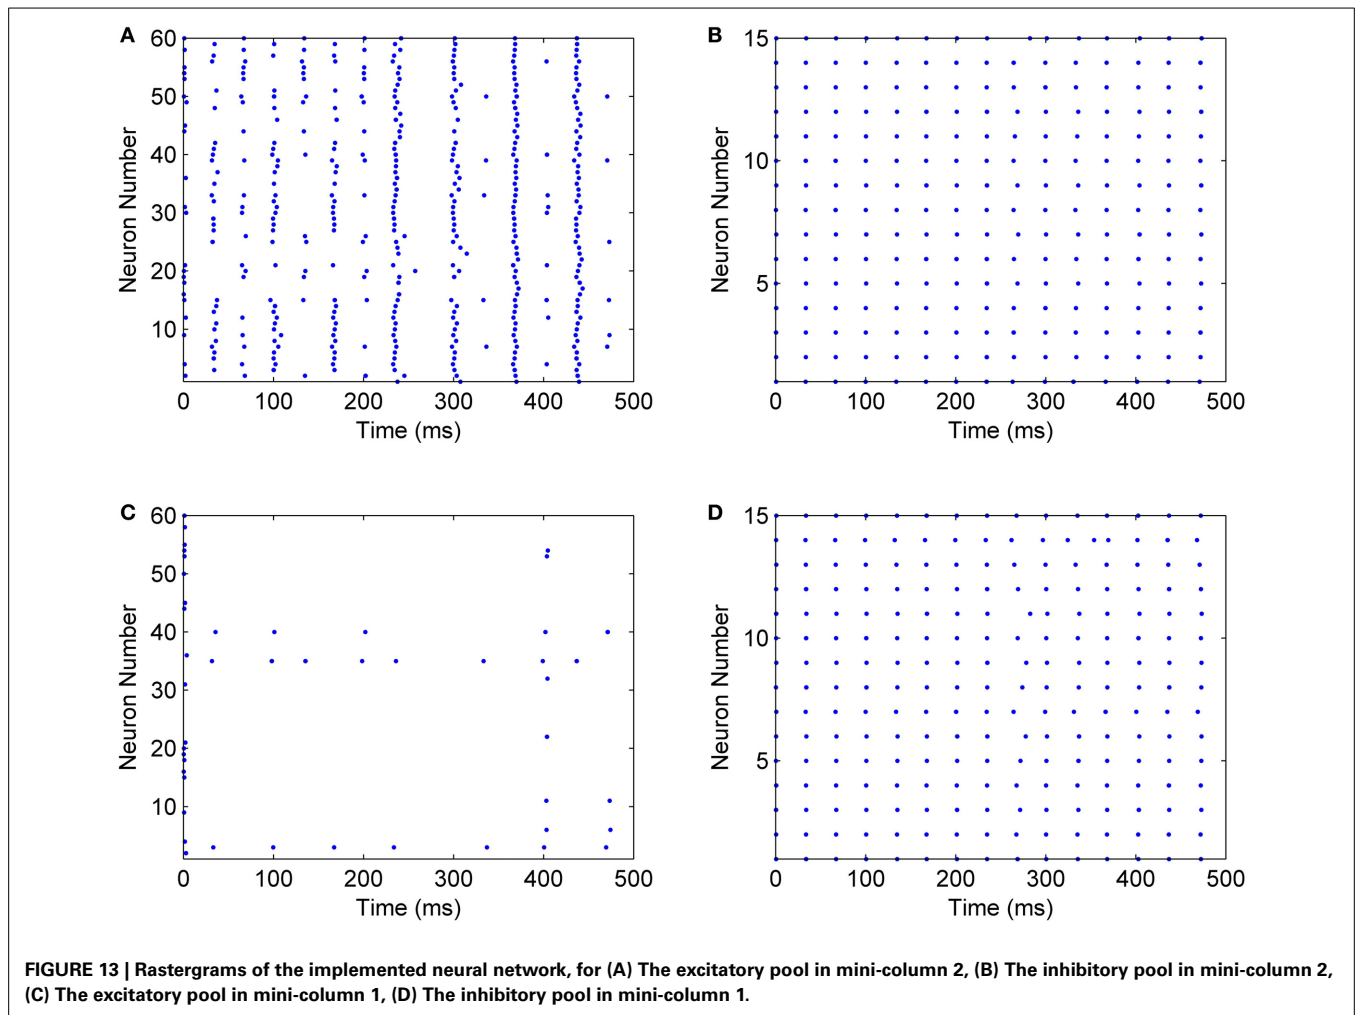 A
60
50
40
30
20
10
Neuron Number
0 100 200 300 400 500
Time (ms)
B
15
10
5
Neuron Number
0 100 200 300 400 500
Time (ms)
C
60
50
40
30
20
10
Neuron Number
0 100 200 300 400 500
Time (ms)
D
15
10
5
Neuron Number
0 100 200 300 400 500
Time (ms)
FIGURE 13 | Rastergrams of the implemented neural network, for (A) The excitatory pool in mini-column 2, (B) The inhibitory pool in mini-column 2,
(C) The excitatory pool in mini-column 1, (D) The inhibitory pool in mini-column 1.